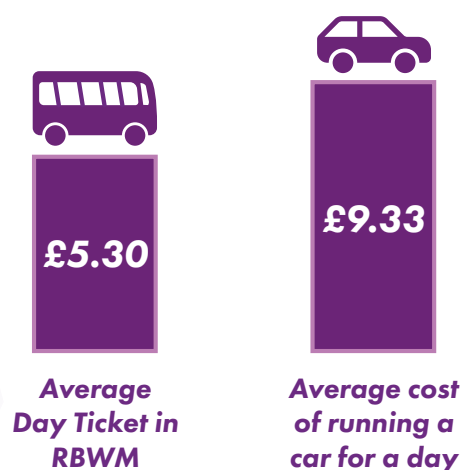 £5.30
£9.33
Average
Day Ticket in
RBWM
Average cost
of running a
car for a day